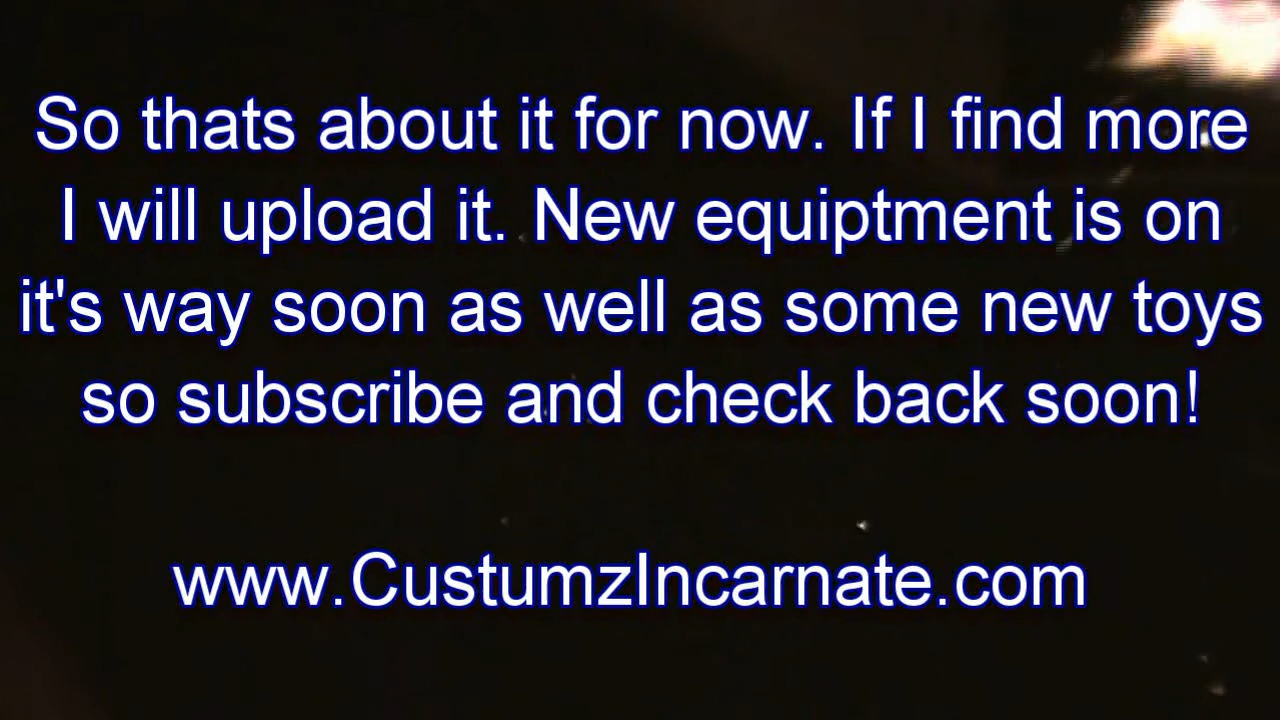 So thats about it for now. If I find more
I will upload it. New equiptment is on
it's way soon as well as some new toys
so subscribe and check back soon!
www.CustumzIncarnate.com